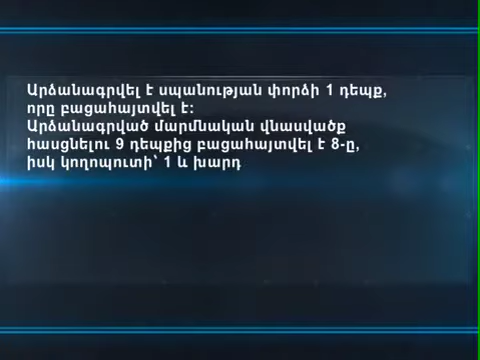 Արձանագրվել է սպանության փորձի 1 դեպք,
որը բացահայտվել է:
Արձանագրված մարմնական վնասվածք
հասցնելու 9 դեպքից բացահայտվել է 8-ը,
իսկ կողոպուտի՝ 1 և խարդ